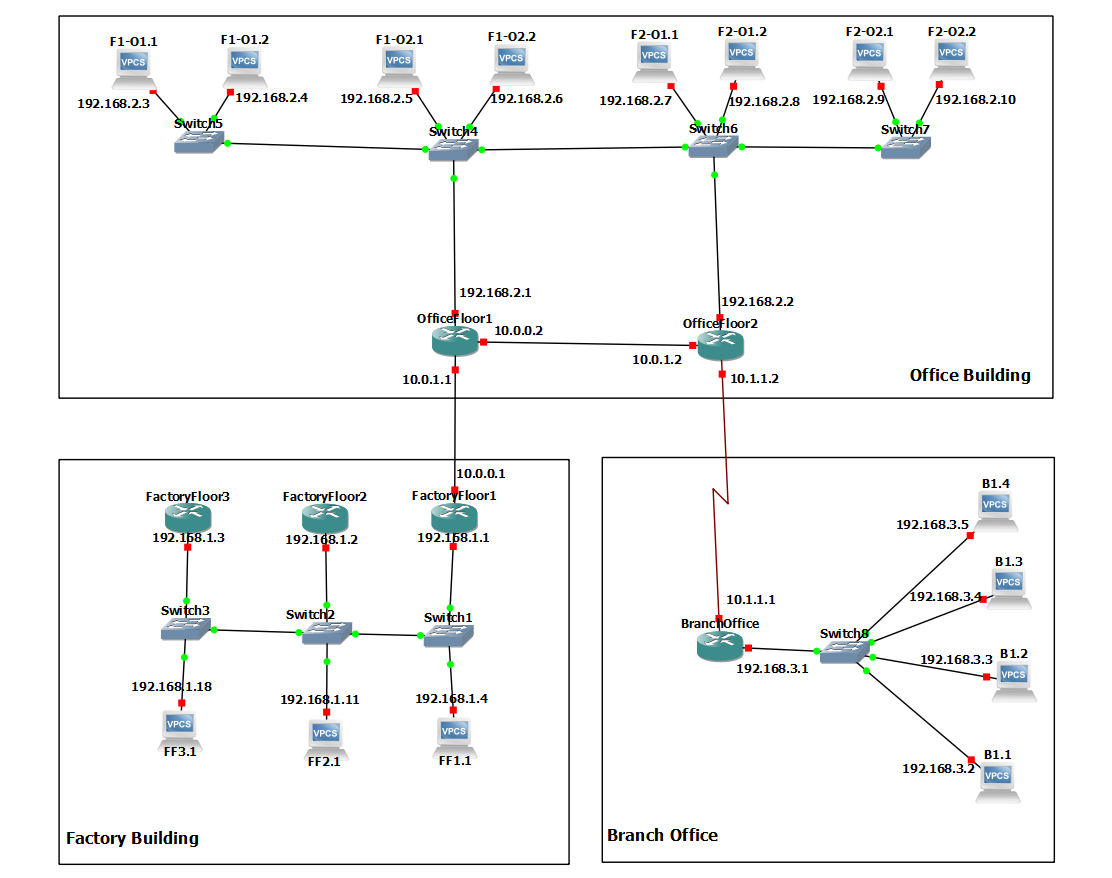 F1-O1.1
F1-O1.2
F1-O2.1
F1-O2.2
F2-O1.1
F2-O1.2
F2-O2.1
F2-O2.2
VPCS
VPCS
VPCS
VPCS
VPCS
VPCS
VPCS
VPCS
192.168.2.3
192.168.2.4
192.168.2.5
192.168.2.6
192.168.2.7
192.168.2.8
192.168.2.9
192.168.2.10
Switch5
Switch4
Switch6
Switch7
192.168.2.1
192.168.2.2
OfficeFloor1
OfficeFloor2
10.0.0.2
10.0.1.2
10.0.1.1
10.1.1.2
Office Building
10.0.0.1
FactoryFloor3
FactoryFloor2
FactoryFloor1
192.168.1.3
192.168.1.2
192.168.1.1
Switch3
Switch2
Switch1
192.168.1.18
192.168.1.11
192.168.1.4
VPCS
VPCS
VPCS
FF3.1
FF2.1
FF1.1
Factory Building
B1.4
VPCS
192.168.3.5
B1.3
VPCS
192.168.3.4
10.1.1.1
BranchOffice
Switch8
192.168.3.1
B1.2
192.168.3.3
VPCS
B1.1
192.168.3.2
VPCS
Branch Office